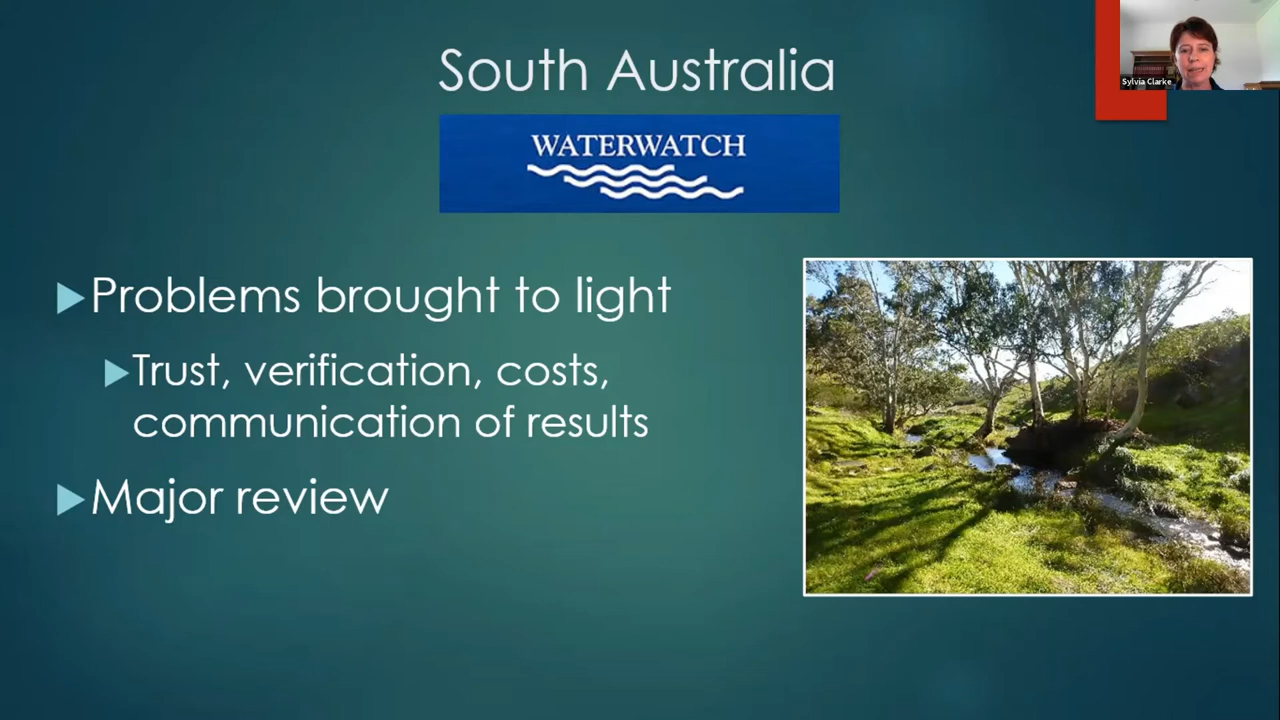 South Australia
Sylvia Clarke
WATERWATCH
Problems brought to light
Trust, verification, costs,
communication of results
Major review